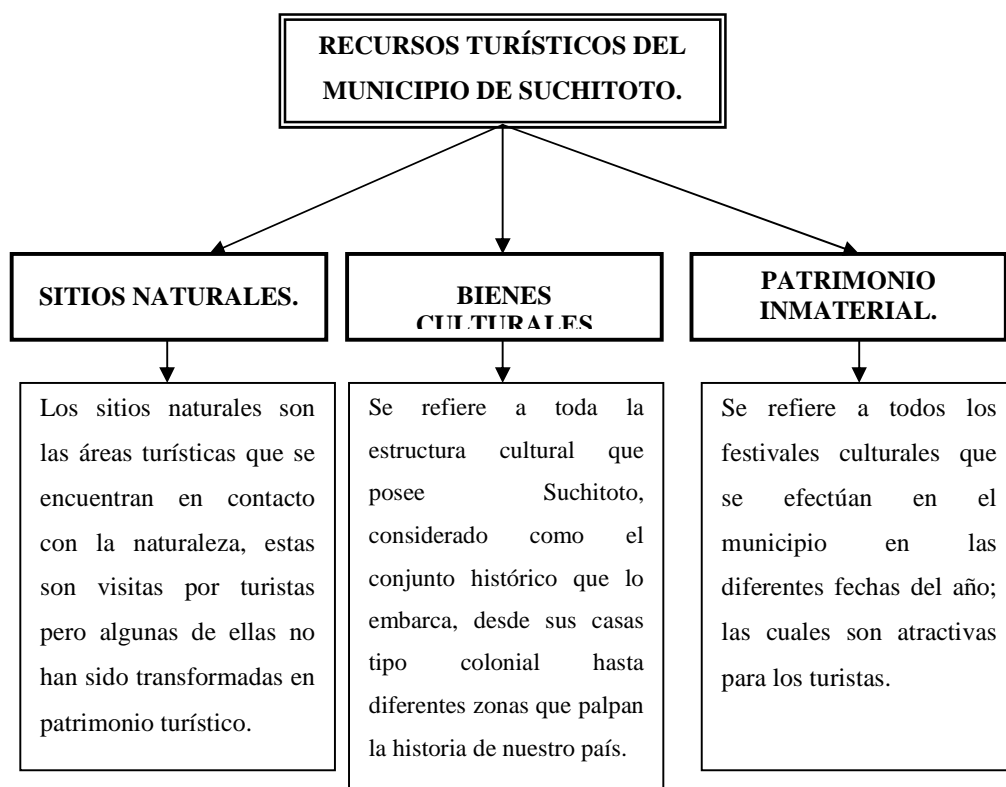 RECURSOS TURÍSTICOS DEL
MUNICIPIO DE SUCHITOTO.
SITIOS NATURALES.
BIENES
CULTURALES
PATRIMONIO
INMATERIAL.
Los sitios naturales son
las áreas turísticas que se
encuentran en contacto
con la naturaleza, estas
son visitas por turistas
pero algunas de ellas no
han sido transformadas en
patrimonio turístico.
Se refiere a toda la
estructura cultural que
posee Suchitoto,
considerado como el
conjunto histórico que lo
embarca, desde sus casas
tipo colonial hasta
diferentes zonas que palpan
la historia de nuestro país.
Se refiere a todos los
festivales culturales que
se efectúan en el
municipio en las
diferentes fechas del año;
las cuales son atractivas
para los turistas.